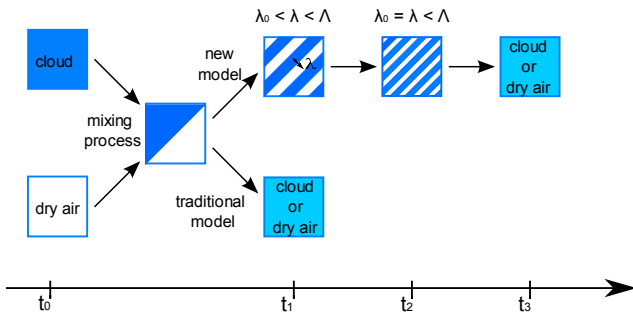 λ₀ < λ < Λ
λ₀ = λ < Λ
cloud
new
model
λ
cloud
or
dry air
mixing
process
dry air
traditional
model
cloud
or
dry air
t₀
t₁
t₂
t₃